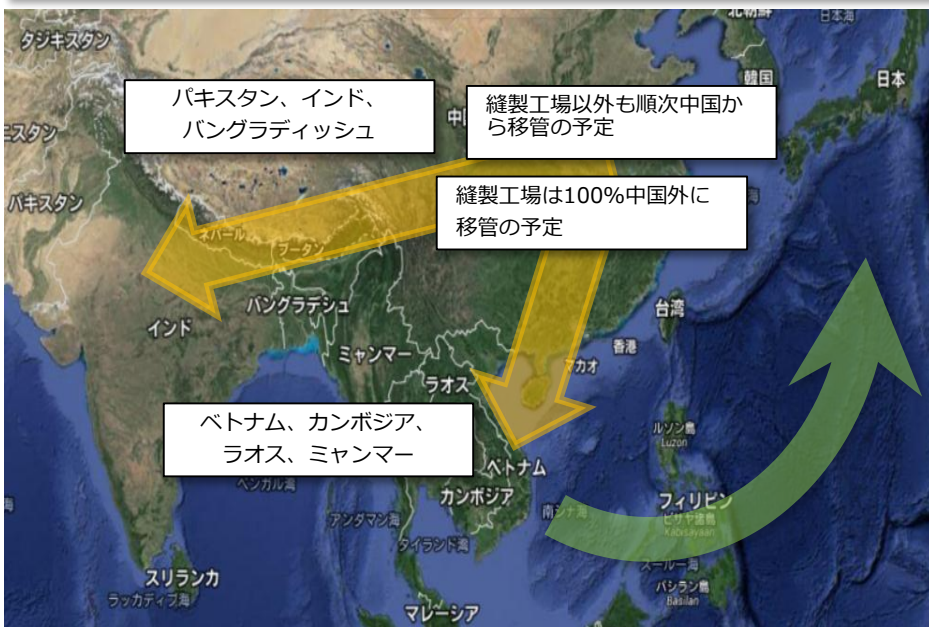 日本海
タジキスタン
韓国
日本
パキスタン、インド、
バングラディッシュ
縫製工場以外も順次中国か
ら移管の予定
パキスタン
縫製工場は100%中国外に
移管の予定
ネパール
ブータン
バングラデシュ
インド
台湾
ミャンマー
香港
マカオ
ラオス
ベトナム、カンボジア、
ラオス、ミャンマー
ルソン島
Luzon
ベトナム
ベンガル湾
カンボジア
フィリピン
アンダマン海
南シナ海
ビサヤ諸島
Kabisayaan
タイランド湾
スールー海
スリランカ
ラッカディブ海
バシラン島
Basilan
マレーシア